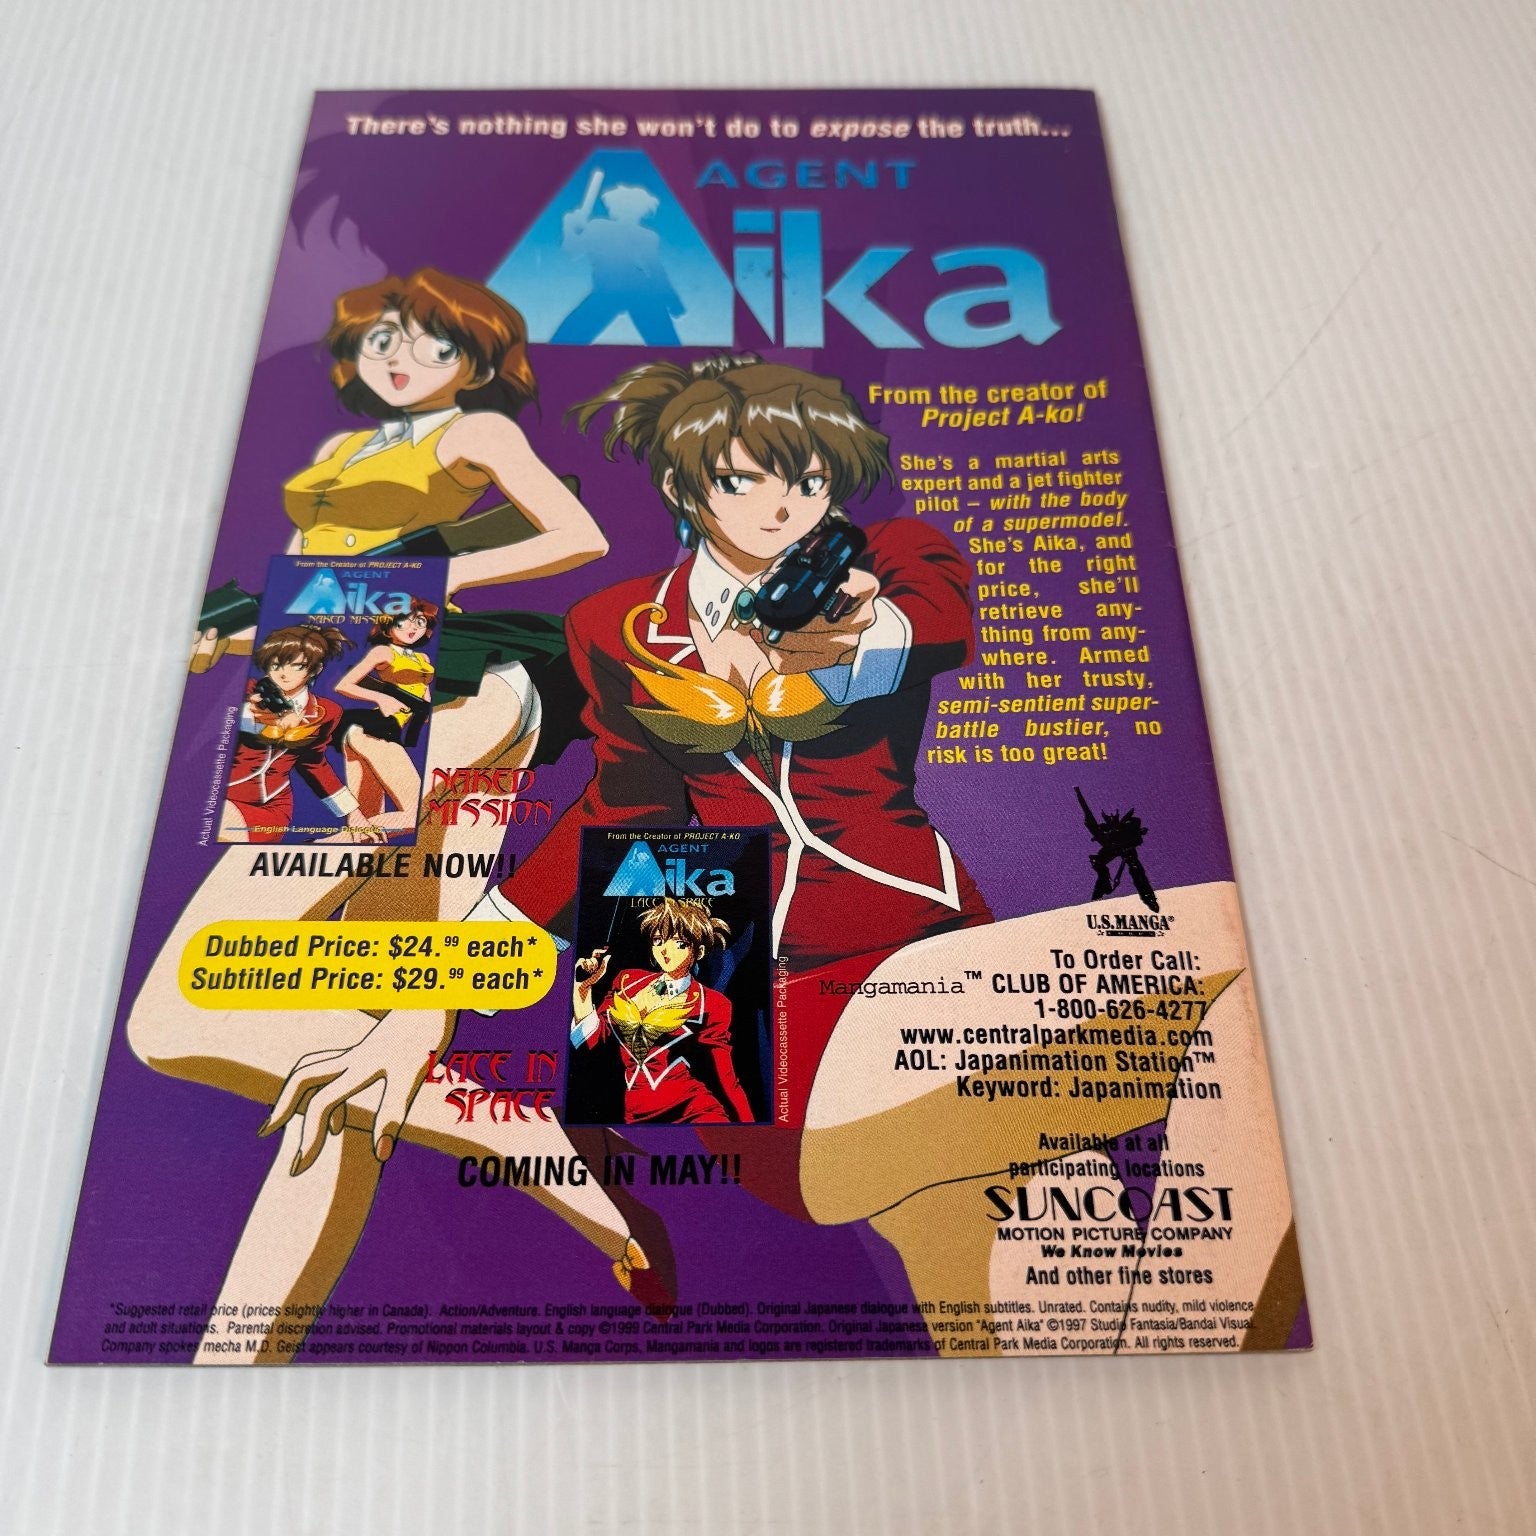 There's nothing she won't do to expose the truth...
AGENT
Aika
From the creator of
Project A-ko!
She's a martial arts
expert and a jet fighter
pilot – with the body
of a supermodel.
She's Aika, and
for the right
price, she'll
retrieve any-
thing from any-
where. Armed
with her trusty,
semi-sentient super-
battle bustier, no
risk is too great!
From the Creator of PROJECT A-KO
AGENT
Aika
NAKED MISSION
English Language Dialogue
Actual Videocassette Packaging
NAKED
MISSION
AVAILABLE NOW!!
Dubbed Price: $24.99 each*
Subtitled Price: $29.99 each*
From the Creator of PROJECT A-KO
AGENT
Aika
LACE IN SPACE
Actual Videocassette Packaging
LACE IN
SPACE
COMING IN MAY!!
U.S.MANGA®
CORPS
To Order Call:
Mangamania™ CLUB OF AMERICA:
1-800-626-4277
www.centralparkmedia.com
AOL: Japanimation Station™
Keyword: Japanimation
Available at all
participating locations
SUNCOAST
MOTION PICTURE COMPANY
We Know Movies
And other fine stores
*Suggested retail price (prices slightly higher in Canada). Action/Adventure. English language dialogue (Dubbed). Original Japanese dialogue with English subtitles. Unrated. Contains nudity, mild violence
and adult situations. Parental discretion advised. Promotional materials layout & copy ©1999 Central Park Media Corporation. Original Japanese version "Agent Aika" ©1997 Studio Fantasia/Bandai Visual.
Company spokes mecha M.D. Geist appears courtesy of Nippon Columbia. U.S. Manga Corps, Mangamania and logos are registered trademarks of Central Park Media Corporation. All rights reserved.